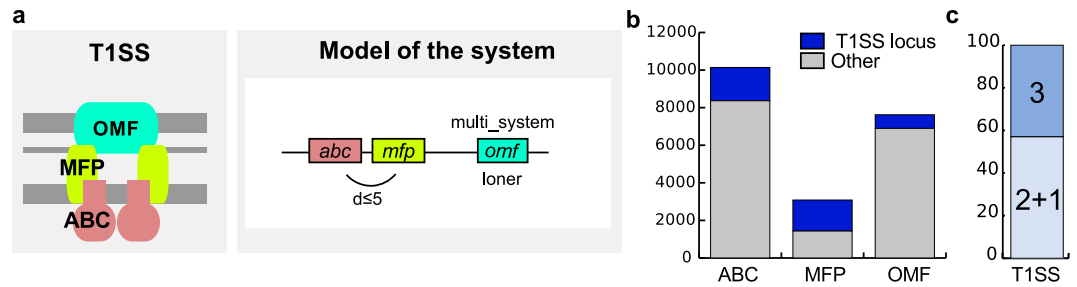 a
T1SS
OMF
MFP
ABC
Model of the system
multi_system
abc
mfp
omf
loner
d≤5
b
12000
10000
8000
6000
4000
2000
0
T1SS locus
Other
ABC
MFP
OMF
c
100
80
60
40
20
0
3
2+1
T1SS